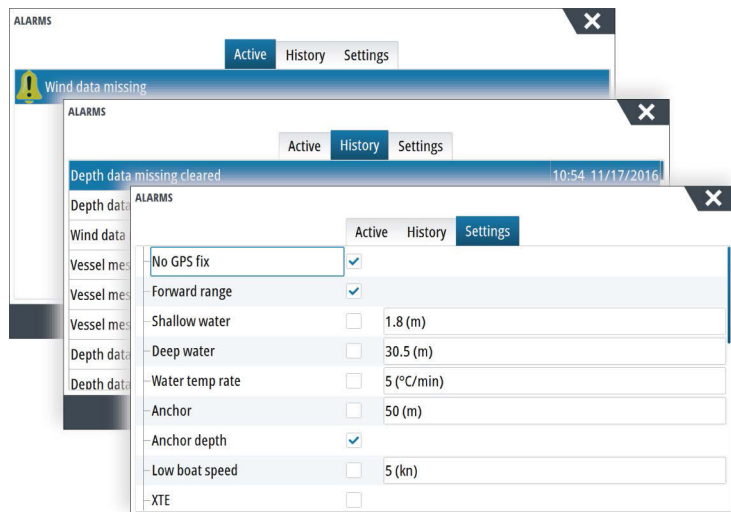 ALARMS
Active History Settings
Wind data missing
ALARMS
Active History Settings
Depth data missing cleared 10:54 11/17/2016
Depth data
Wind data
Vessel mes
Vessel mes
Vessel mes
Depth data
Depth data
ALARMS
Active History Settings
No GPS fix
Forward range
Shallow water 1.8 (m)
Deep water 30.5 (m)
Water temp rate 5 (°C/min)
Anchor 50 (m)
Anchor depth
Low boat speed 5 (kn)
XTE